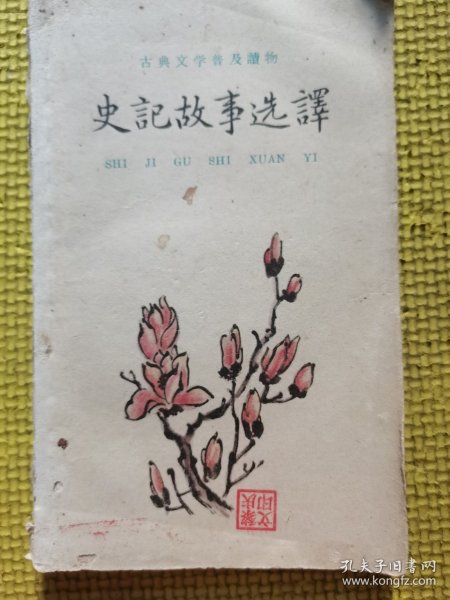 古典文学普及讀物
史記故事选譯
SHI JI GU SHI XUAN YI
孔夫子旧书网
www.kongfz.com